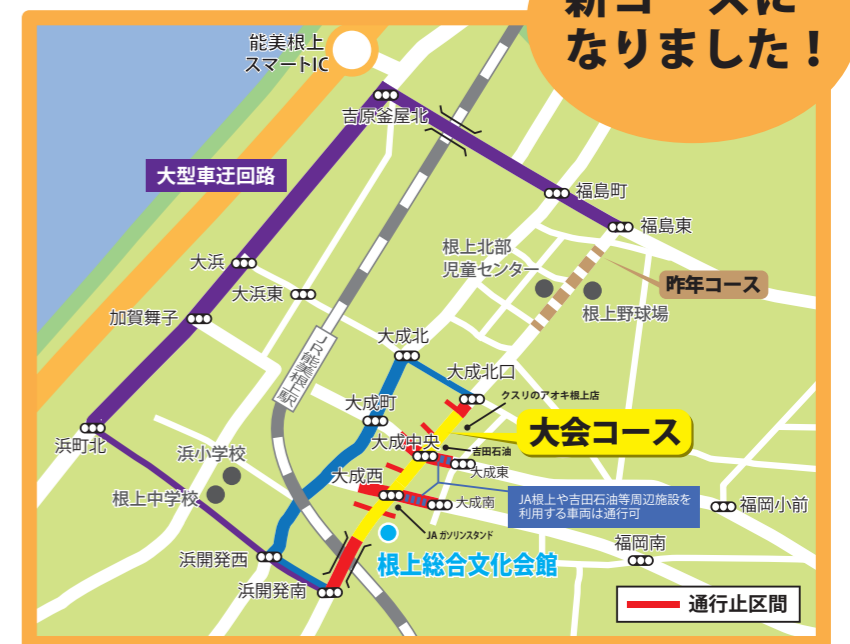 新コースに
なりました！
能美根上
スマートIC
吉原釜屋北
大型車迂回路
福島町
福島東
根上北部
児童センター
大浜
昨年コース
大浜東
根上野球場
加賀舞子
大成北
JR能美根上駅
大成北口
クスリのアオキ根上店
大成町
大会コース
浜町北
大成中央
吉田石油
浜小学校
大成東
大成西
根上中学校
大成南
JA根上や吉田石油等周辺施設を
利用する車両は通行可
福岡小前
JAガソリンスタンド
福岡南
浜開発西
根上総合文化会館
浜開発南
通行止区間